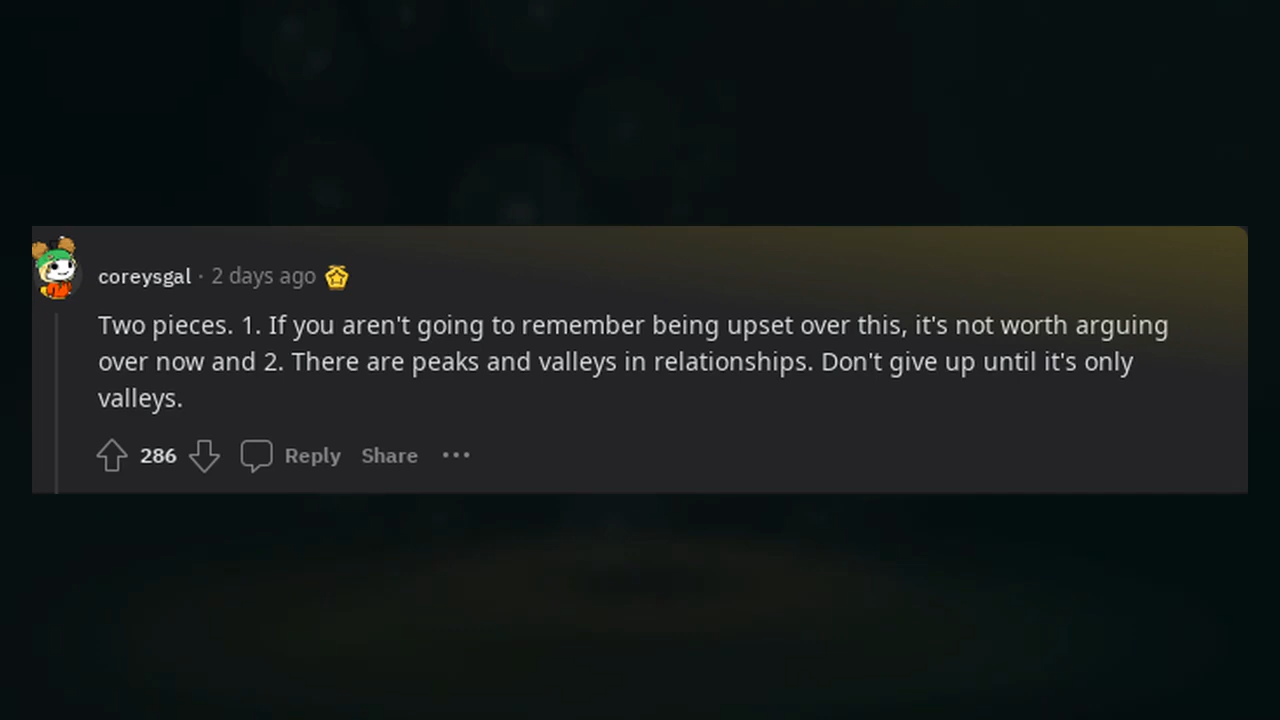 coreysgal · 2 days ago
Two pieces. 1. If you aren't going to remember being upset over this, it's not worth arguing
over now and 2. There are peaks and valleys in relationships. Don't give up until it's only
valleys.
286 Reply Share ···